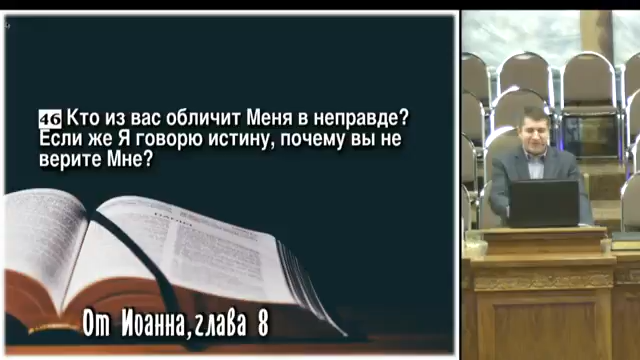 46 Кто из вас обличит Меня в неправде?
Если же Я говорю истину, почему вы не
верите Мне?
От Иоанна, глава 8